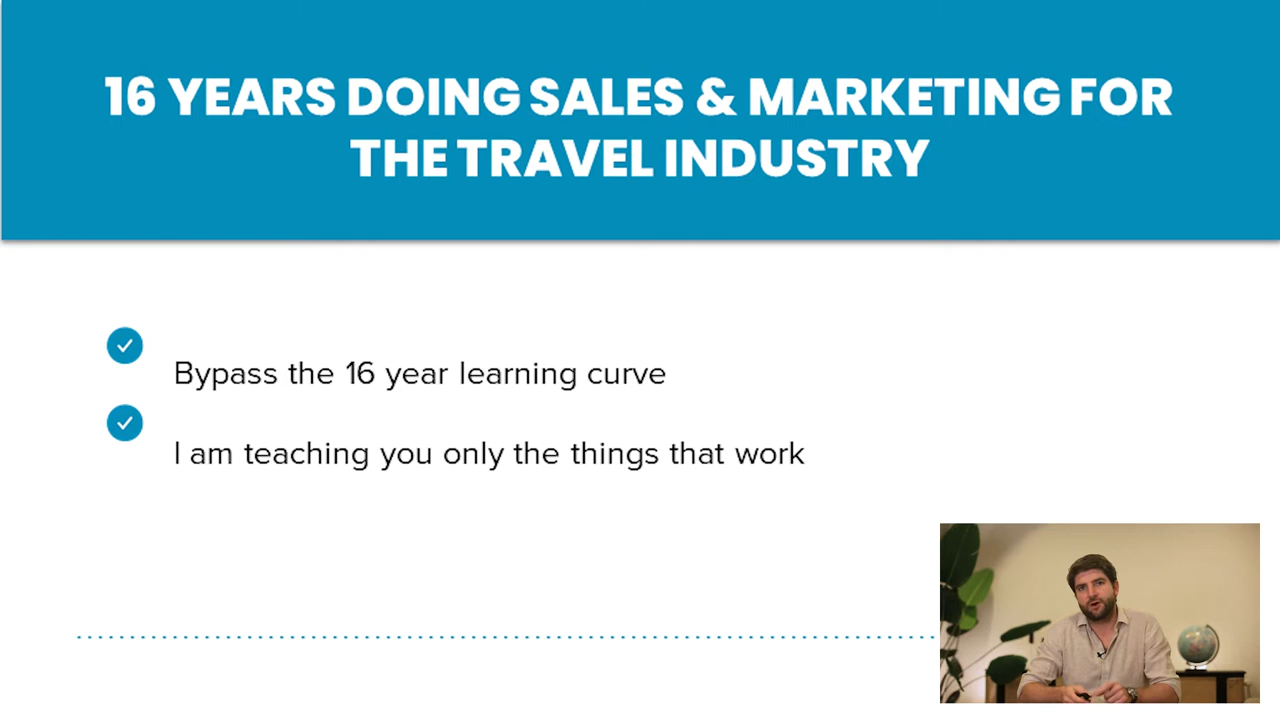 16 YEARS DOING SALES & MARKETING FOR
THE TRAVEL INDUSTRY
Bypass the 16 year learning curve
I am teaching you only the things that work